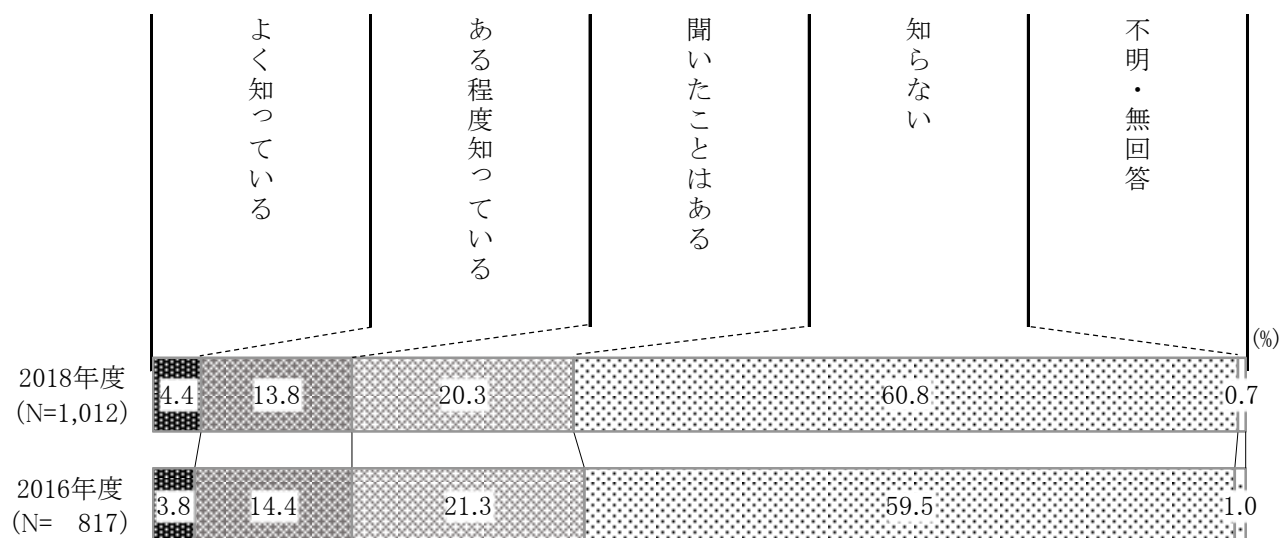 よく知っている
ある程度知っている
聞いたことはある
知らない
不明・無回答
(%)
2018年度
(N=1,012)
4.4
13.8
20.3
60.8
0.7
2016年度
(N= 817)
3.8
14.4
21.3
59.5
1.0